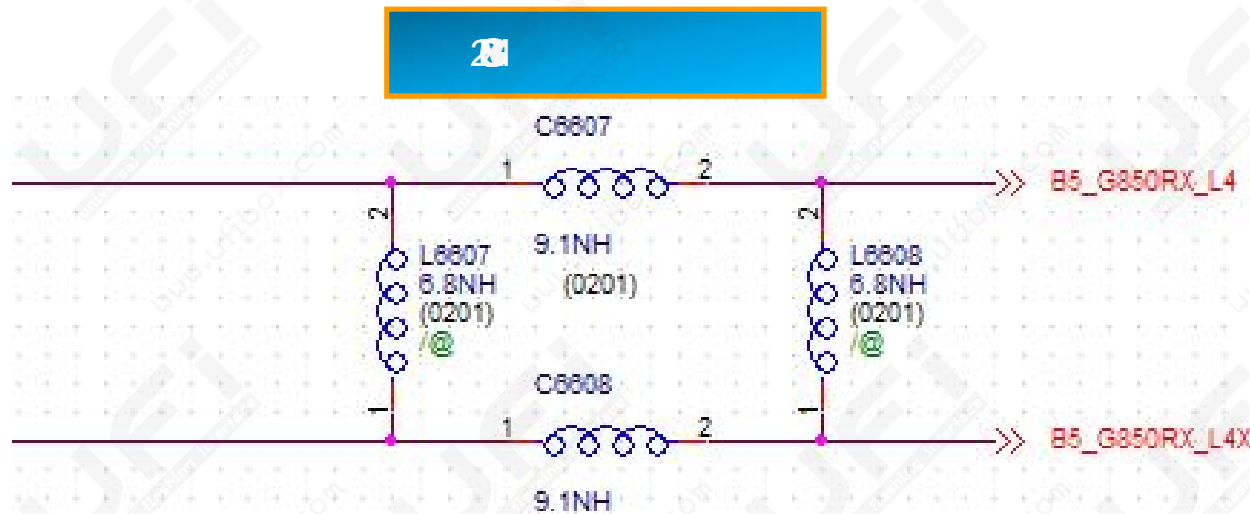 C6607
1 2
B5_G850RX_L4
2
2
9.1NH
L6607
6.8NH
(0201)
/@
(0201)
L6608
6.8NH
(0201)
/@
C6608
1
1
1 2
B5_G850RX_L4X
9.1NH